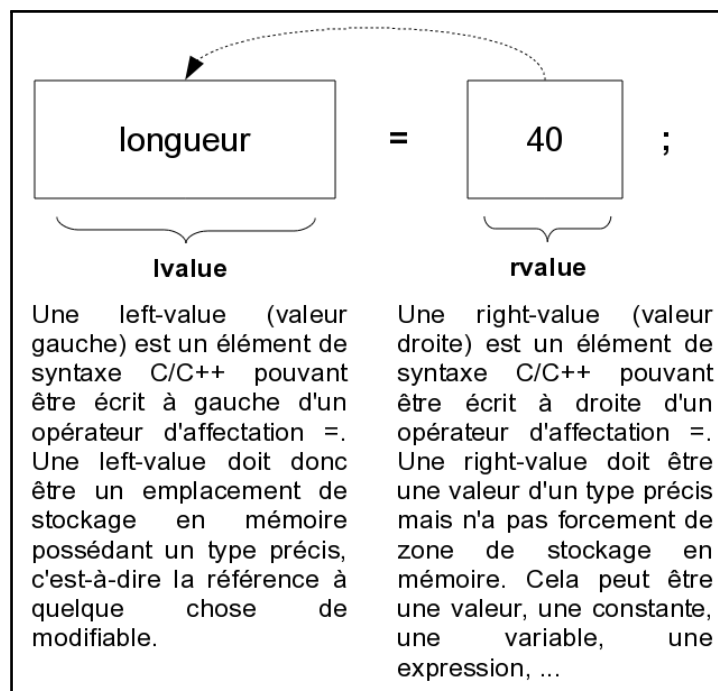 longueur = 40 ;
lvalue
Une left-value (valeur
gauche) est un élément de
syntaxe C/C++ pouvant
être écrit à gauche d'un
opérateur d'affectation =.
Une left-value doit donc
être un emplacement de
stockage en mémoire
possédant un type précis,
c'est-à-dire la référence à
quelque chose de
modifiable.
rvalue
Une right-value (valeur
droite) est un élément de
syntaxe C/C++ pouvant
être écrit à droite d'un
opérateur d'affectation =.
Une right-value doit être
une valeur d'un type précis
mais n'a pas forcement de
zone de stockage en
mémoire. Cela peut être
une valeur, une constante,
une variable, une
expression, ...